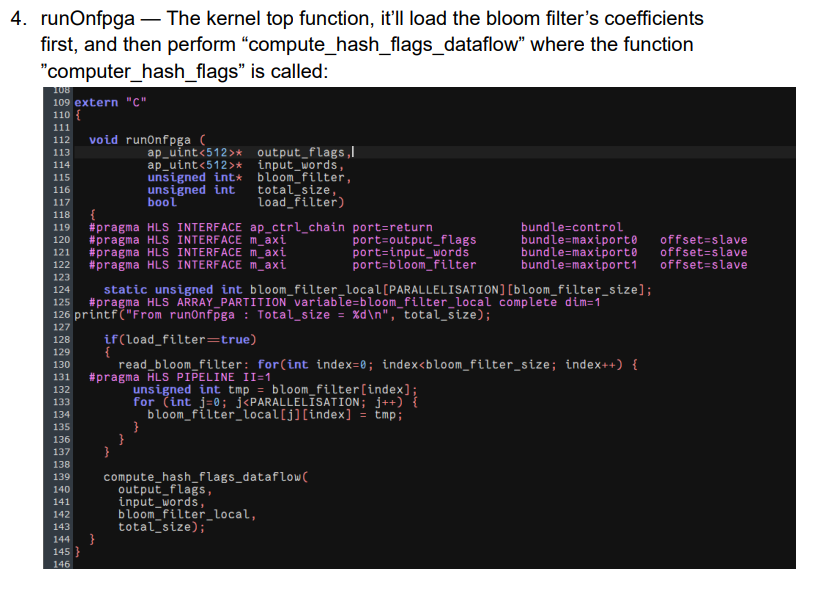 4. runOnfpga — The kernel top function, it'll load the bloom filter's coefficients
first, and then perform “compute_hash_flags_dataflow” where the function
”computer_hash_flags” is called:
108
109 extern "C"
110 {
111
112   void runOnfpga (
113           ap_uint<512>*  output_flags,
114           ap_uint<512>*  input_words,
115           unsigned int*  bloom_filter,
116           unsigned int   total_size,
117           bool           load_filter)
118   {
119   #pragma HLS INTERFACE ap_ctrl_chain port=return            bundle=control
120   #pragma HLS INTERFACE m_axi         port=output_flags      bundle=maxiport0   offset=slave
121   #pragma HLS INTERFACE m_axi         port=input_words       bundle=maxiport0   offset=slave
122   #pragma HLS INTERFACE m_axi         port=bloom_filter      bundle=maxiport1   offset=slave
123
124     static unsigned int bloom_filter_local[PARALLELISATION][bloom_filter_size];
125   #pragma HLS ARRAY_PARTITION variable=bloom_filter_local complete dim=1
126 printf("From runOnfpga : Total_size = %d\n", total_size);
127
128     if(load_filter==true)
129     {
130       read_bloom_filter: for(int index=0; index<bloom_filter_size; index++) {
131   #pragma HLS PIPELINE II=1
132         unsigned int tmp = bloom_filter[index];
133         for (int j=0; j<PARALLELISATION; j++) {
134           bloom_filter_local[j][index] = tmp;
135         }
136       }
137     }
138
139     compute_hash_flags_dataflow(
140       output_flags,
141       input_words,
142       bloom_filter_local,
143       total_size);
144   }
145 }
146